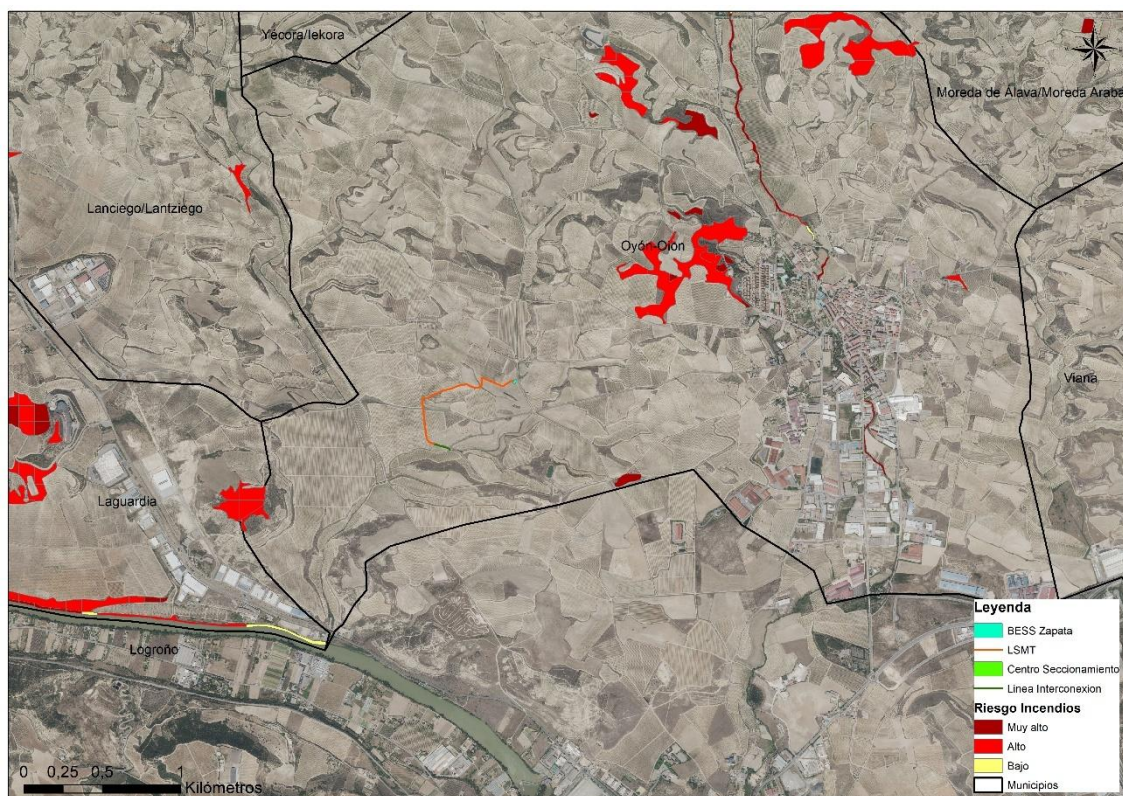 Yécora/Iekora
Moreda de Álava/Moreda Araba
Lanciego/Lantziego
Oyón-Oion
Viana
Laguardia
Logroño
Leyenda
BESS Zapata
LSMT
Centro Seccionamiento
Linea Interconexion
Riesgo Incendios
Muy alto
Alto
Bajo
Municipios
0 0,25 0,5 1
Kilómetros